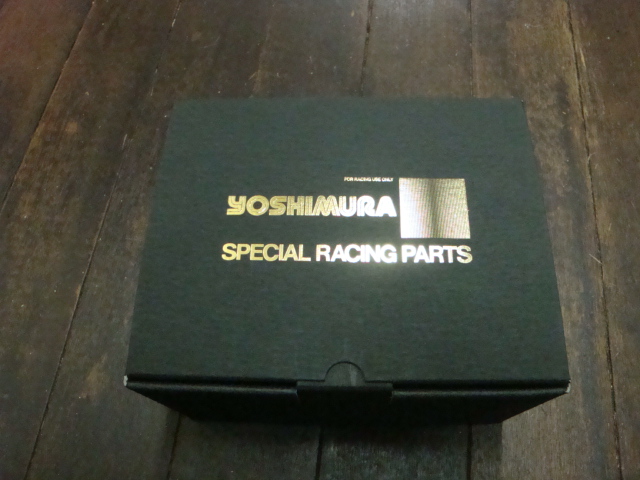 FOR RACING USE ONLY
YOSHIMURA
SPECIAL RACING PARTS